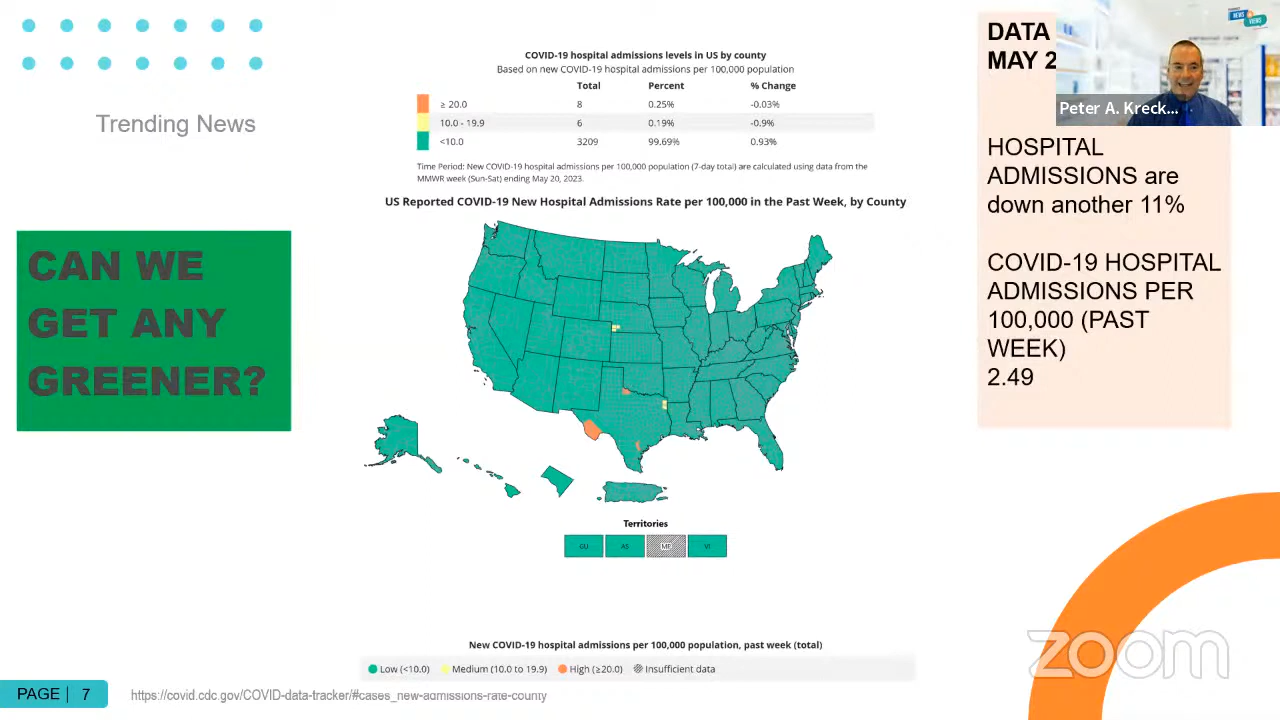 Trending News
CAN WE
GET ANY
GREENER?
COVID-19 hospital admissions levels in US by county
Based on new COVID-19 hospital admissions per 100,000 population
Total Percent % Change
≥ 20.0 8 0.25% -0.03%
10.0 - 19.9 6 0.19% -0.9%
<10.0 3209 99.69% 0.93%
Time Period: New COVID-19 hospital admissions per 100,000 population (7-day total) are calculated using data from the
MMWR week (Sun-Sat) ending May 20, 2023.
US Reported COVID-19 New Hospital Admissions Rate per 100,000 in the Past Week, by County
Territories
GU AS MP VI
New COVID-19 hospital admissions per 100,000 population, past week (total)
Low (<10.0) Medium (10.0 to 19.9) High (≥20.0) Insufficient data
DATA
MAY 2
HOSPITAL
ADMISSIONS are
down another 11%
COVID-19 HOSPITAL
ADMISSIONS PER
100,000 (PAST
WEEK)
2.49
NEWS
VIEWS
Peter A. Kreck...
zoom
PAGE 7
https://covid.cdc.gov/COVID-data-tracker/#cases_new-admissions-rate-county